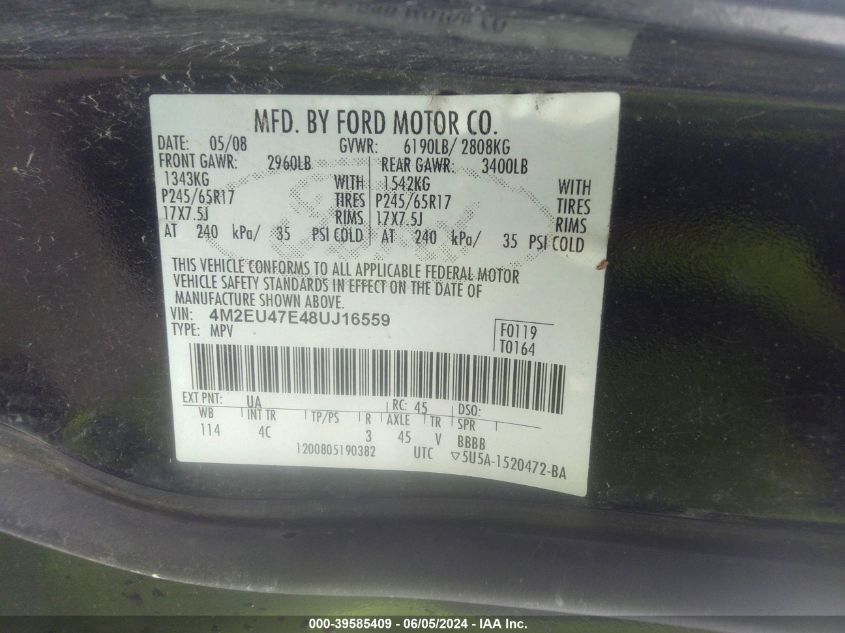 MFD. BY FORD MOTOR CO.
DATE: 05/08 GVWR: 6190LB/ 2808KG
FRONT GAWR: 2960LB REAR GAWR: 3400LB
1343KG WITH 1542KG WITH
P245/65R17 TIRES P245/65R17 TIRES
17X7.5J RIMS 17X7.5J RIMS
AT 240 kPa/ 35 PSI COLD AT 240 kPa/ 35 PSI COLD
THIS VEHICLE CONFORMS TO ALL APPLICABLE FEDERAL MOTOR
VEHICLE SAFETY STANDARDS IN EFFECT ON THE DATE OF
MANUFACTURE SHOWN ABOVE.
VIN: 4M2EU47E48UJ16559
TYPE: MPV
F0119
T0164
EXT PNT: UA RC: 45 DSO:
WB INT TR TP/PS R AXLE TR SPR
114 4C 3 45 V BBBB
1200805190382 UTC ▽5U5A-1520472-BA
000-39585409 - 06/05/2024 - IAA Inc.